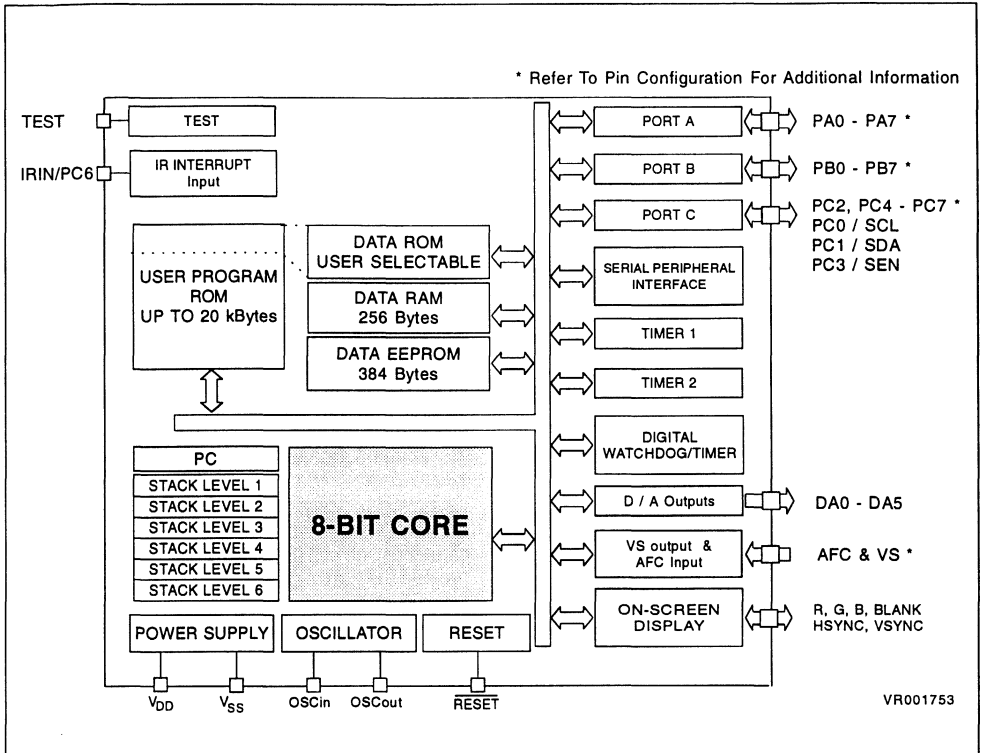 * Refer To Pin Configuration For Additional Information
TEST
TEST
IRIN/PC6
IR INTERRUPT
Input
USER PROGRAM
ROM
UP TO 20 kBytes
DATA ROM
USER SELECTABLE
DATA RAM
256 Bytes
DATA EEPROM
384 Bytes
PC
STACK LEVEL 1
STACK LEVEL 2
STACK LEVEL 3
STACK LEVEL 4
STACK LEVEL 5
STACK LEVEL 6
8-BIT CORE
POWER SUPPLY
OSCILLATOR
RESET
VDD
VSS
OSCin
OSCout
RESET
PORT A
PA0 - PA7 *
PORT B
PB0 - PB7 *
PORT C
PC2, PC4 - PC7 *
PC0 / SCL
PC1 / SDA
PC3 / SEN
SERIAL PERIPHERAL
INTERFACE
TIMER 1
TIMER 2
DIGITAL
WATCHDOG/TIMER
D / A Outputs
DA0 - DA5
VS output &
AFC Input
AFC & VS *
ON-SCREEN
DISPLAY
R, G, B, BLANK
HSYNC, VSYNC
VR001753